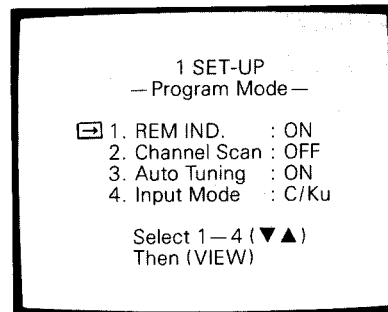 1 SET-UP
—Program Mode—
→ 1. REM IND. : ON
2. Channel Scan : OFF
3. Auto Tuning : ON
4. Input Mode : C/Ku
Select 1—4 (▼▲)
Then (VIEW)